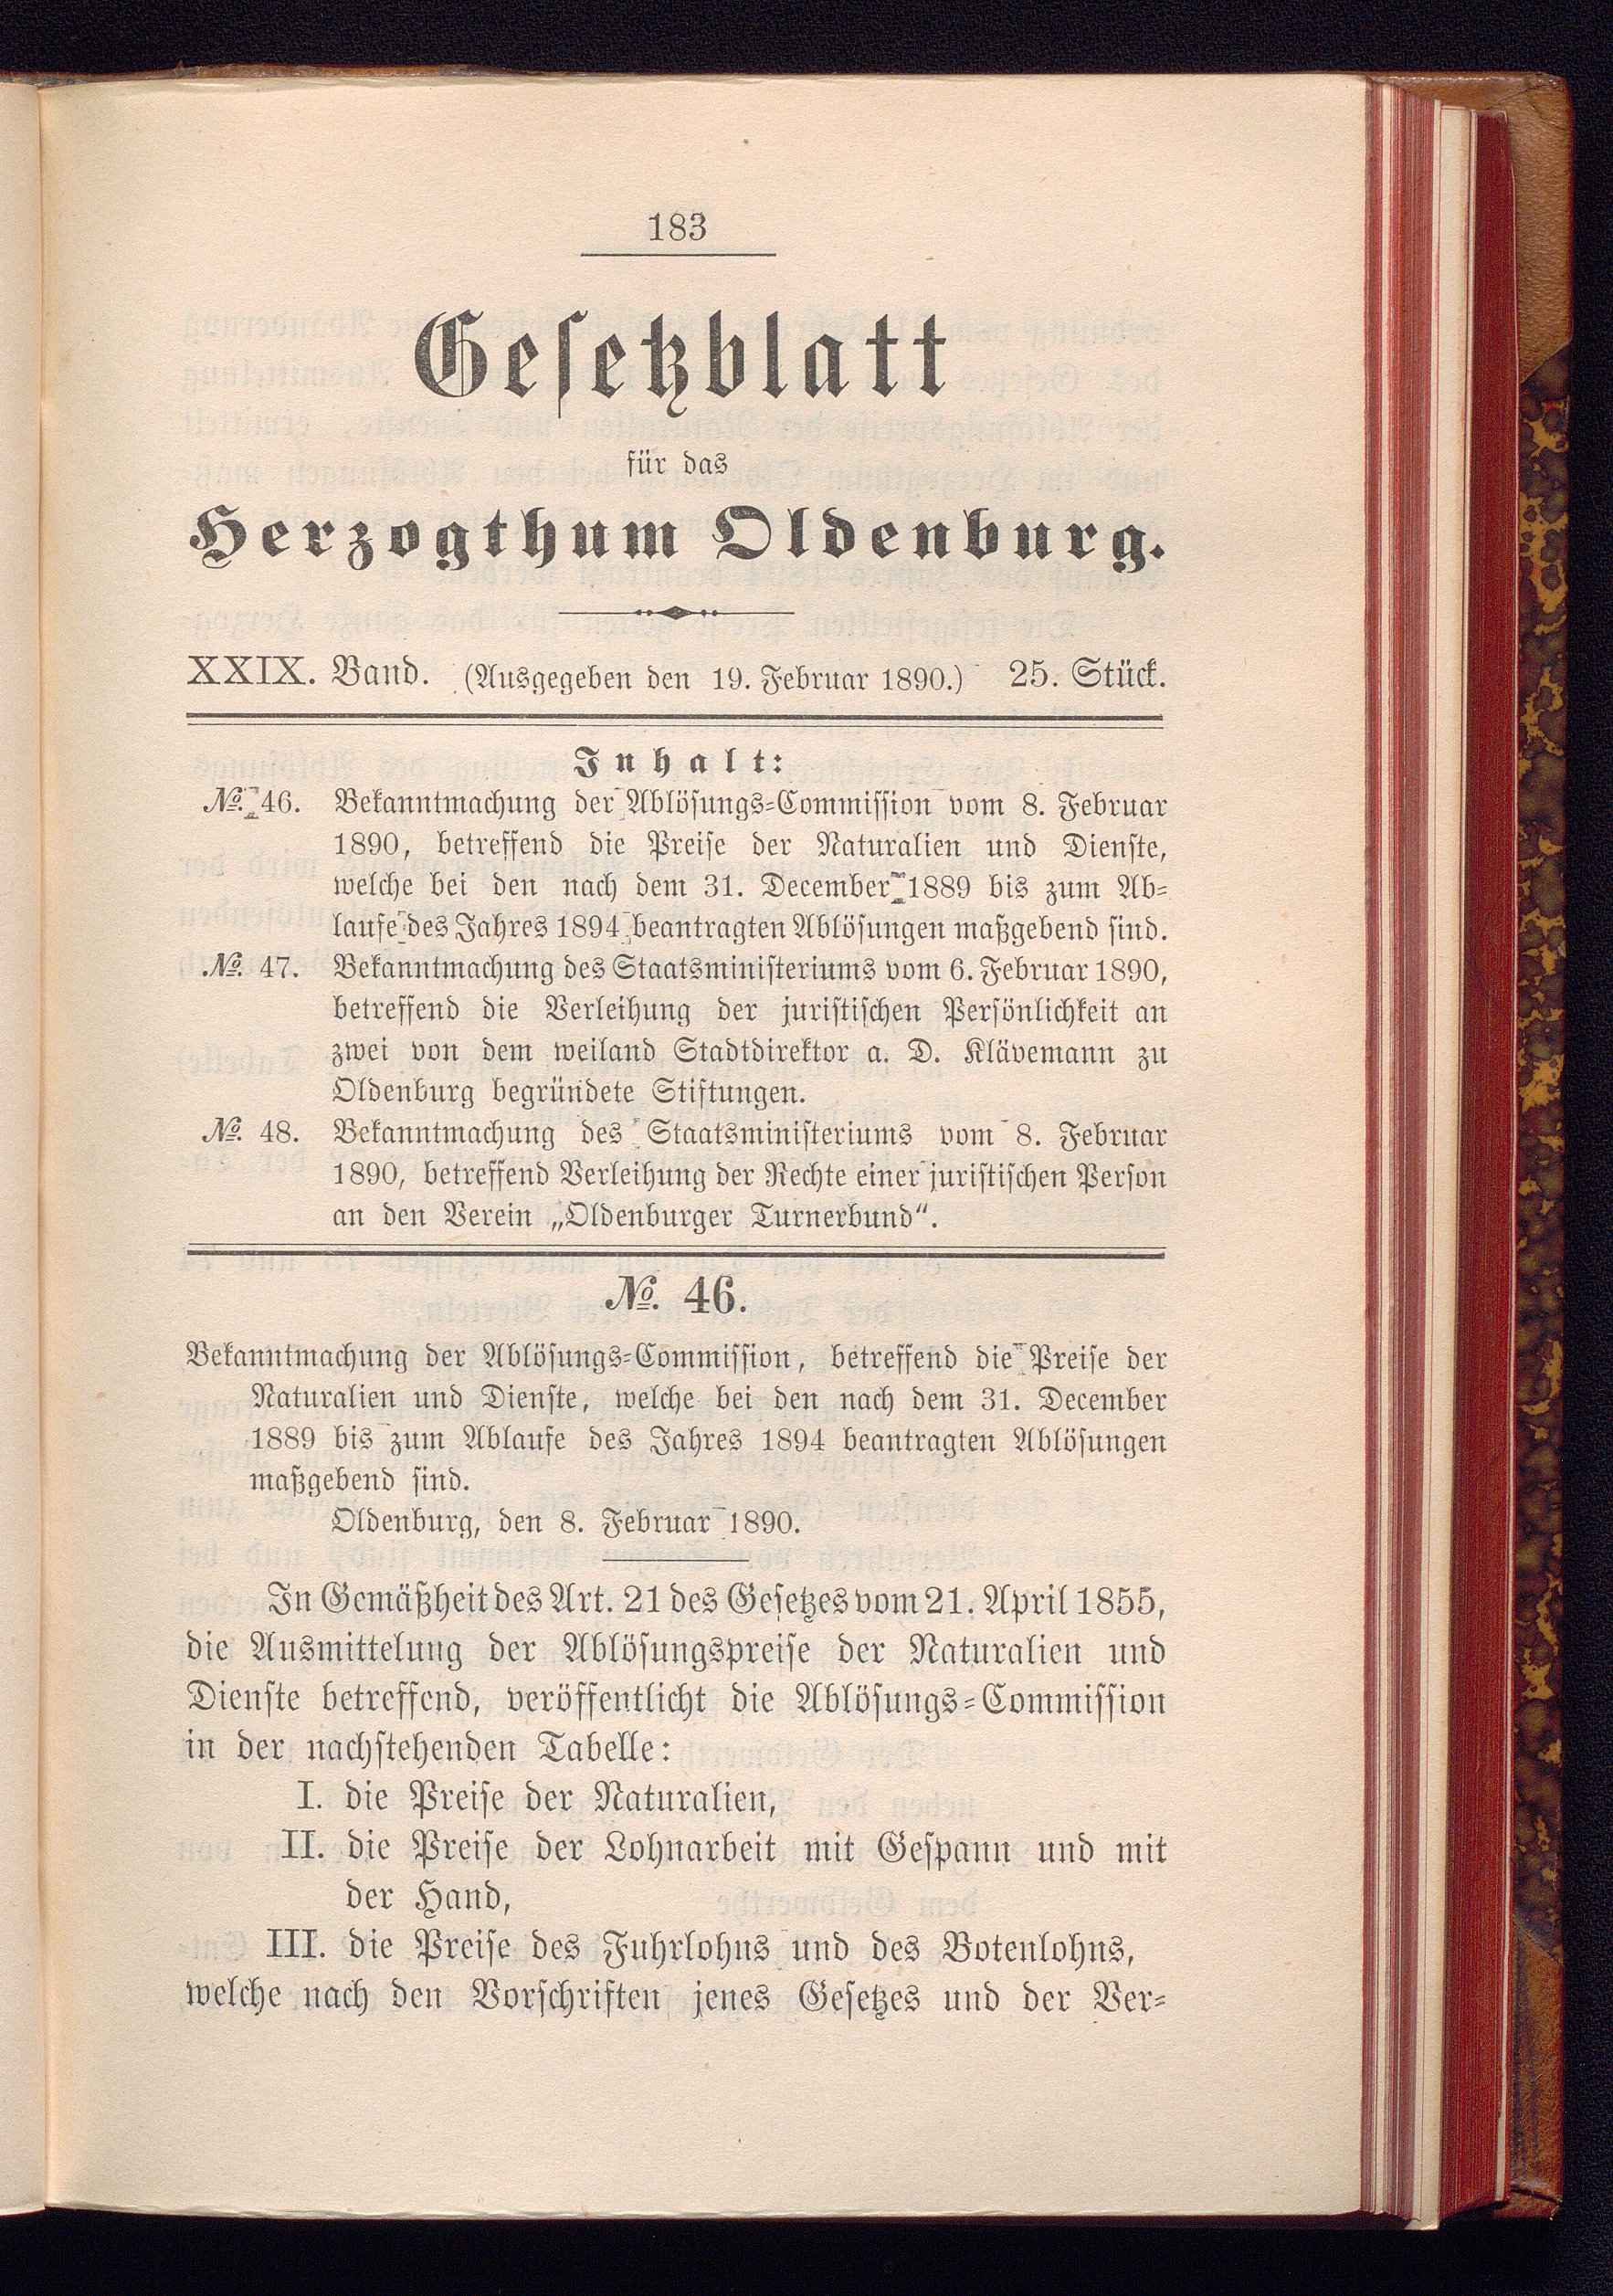 183
Gesetzblatt
für das
Herzogthum Oldenburg.
XXIX. Band. (Ausgegeben den 19. Februar 1890.) 25. Stück.
Inhalt:
№. 46. Bekanntmachung der Ablösungs-Commission vom 8. Februar
1890, betreffend die Preise der Naturalien und Dienste,
welche bei den nach dem 31. December 1889 bis zum Ab-
laufe des Jahres 1894 beantragten Ablösungen maßgebend sind.
№. 47. Bekanntmachung des Staatsministeriums vom 6. Februar 1890,
betreffend die Verleihung der juristischen Persönlichkeit an
zwei von dem weiland Stadtdirektor a. D. Klävemann zu
Oldenburg begründete Stiftungen.
№. 48. Bekanntmachung des Staatsministeriums vom 8. Februar
1890, betreffend Verleihung der Rechte einer juristischen Person
an den Verein „Oldenburger Turnerbund“.
№. 46.
Bekanntmachung der Ablösungs-Commission, betreffend die Preise der
Naturalien und Dienste, welche bei den nach dem 31. December
1889 bis zum Ablaufe des Jahres 1894 beantragten Ablösungen
maßgebend sind.
Oldenburg, den 8. Februar 1890.
In Gemäßheit des Art. 21 des Gesetzes vom 21. April 1855,
die Ausmittelung der Ablösungspreise der Naturalien und
Dienste betreffend, veröffentlicht die Ablösungs-Commission
in der nachstehenden Tabelle:
I. die Preise der Naturalien,
II. die Preise der Lohnarbeit mit Gespann und mit
der Hand,
III. die Preise des Fuhrlohns und des Botenlohns,
welche nach den Vorschriften jenes Gesetzes und der Ver-